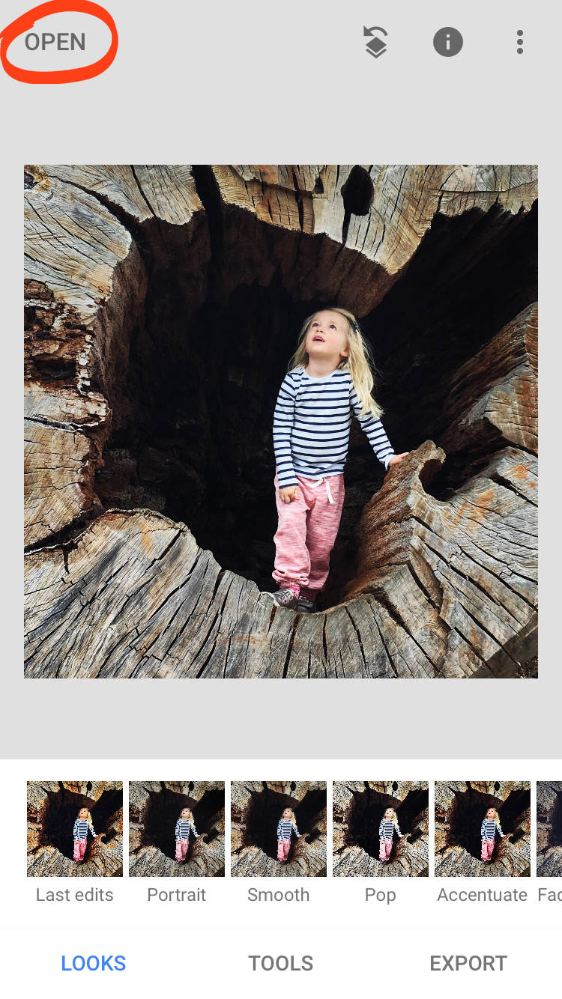 OPEN
Last edits Portrait Smooth Pop Accentuate
LOOKS TOOLS EXPORT